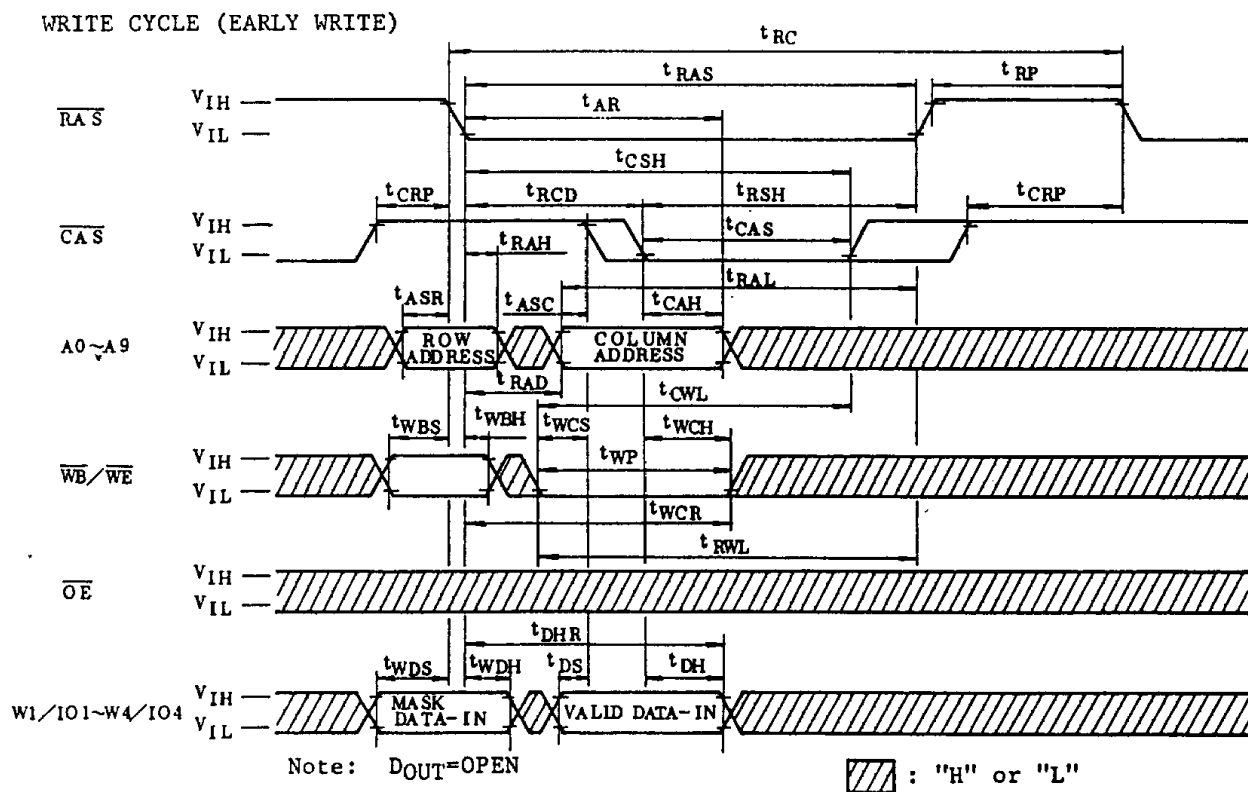 WRITE CYCLE (EARLY WRITE)
tRC
tRAS
tRP
tAR
RAS
VIH
VIL
tCSH
tCRP
tRCD
tRSH
tCRP
CAS
VIH
VIL
tCAS
tRAH
tRAL
tASR
tASC
tCAH
A0~A9
VIH
VIL
ROW
ADDRESS
COLUMN
ADDRESS
tRAD
tCWL
tWBS
tWBH
tWCS
tWCH
WB/WE
VIH
VIL
tWP
tWCR
tRWL
OE
VIH
VIL
tDHR
tWDS
tWDH
tDS
tDH
W1/IO1~W4/IO4
VIH
VIL
MASK
DATA-IN
VALID DATA-IN
Note: DOUT=OPEN
: "H" or "L"